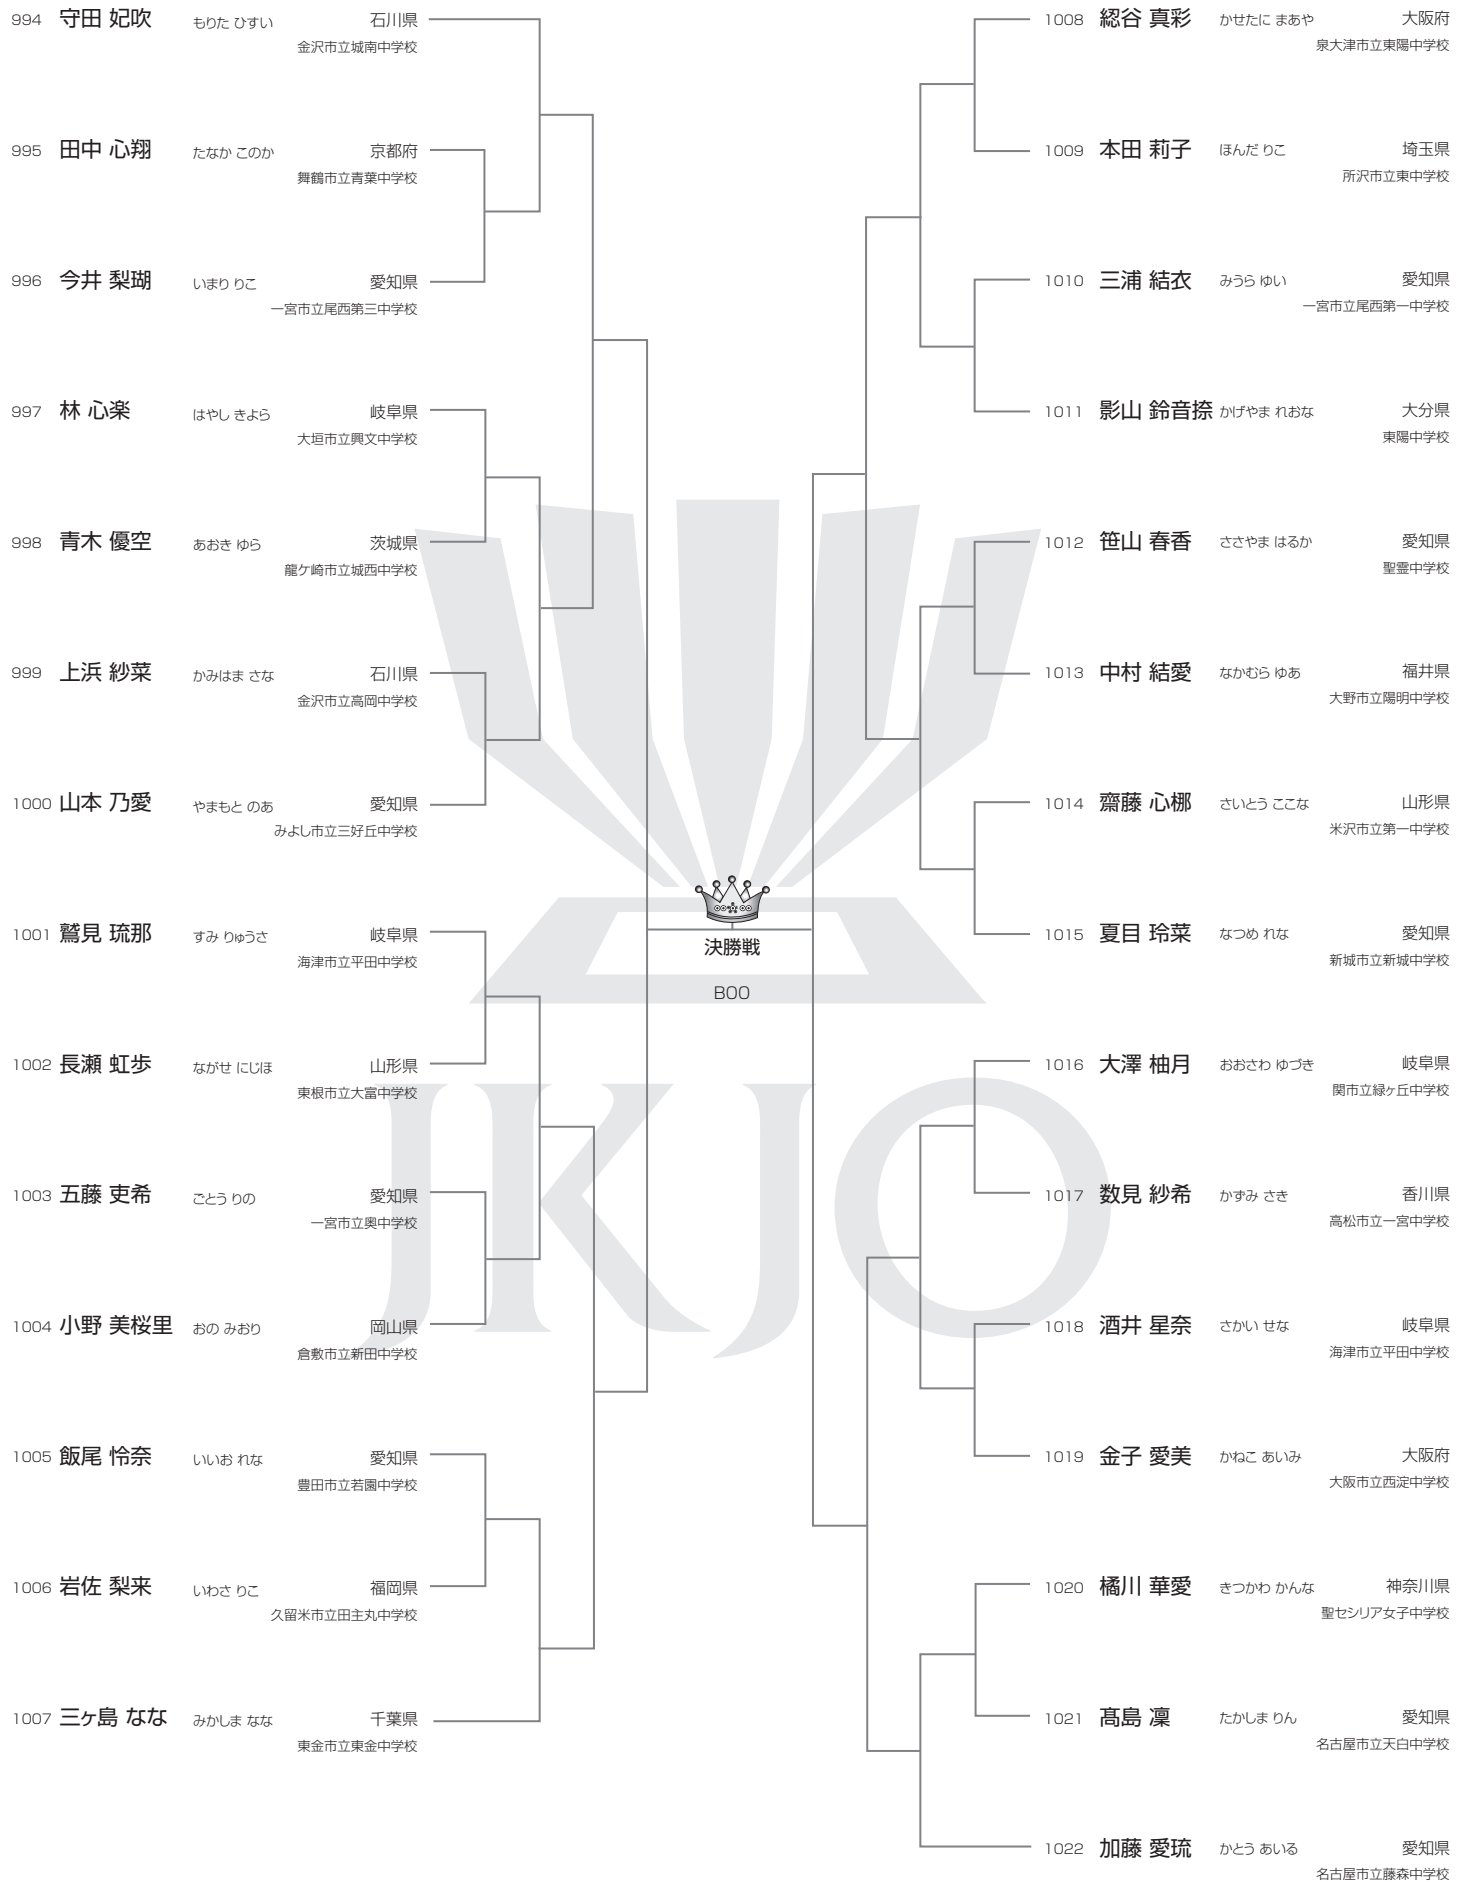 994 守田 妃吹 もりた ひすい 石川県
金沢市立城南中学校
995 田中 心翔 たなか このか 京都府
舞鶴市立青葉中学校
996 今井 梨瑚 いまり りこ 愛知県
一宮市立尾西第三中学校
997 林 心楽 はやし きよら 岐阜県
大垣市立興文中学校
998 青木 優空 あおき ゆら 茨城県
龍ケ崎市立城西中学校
999 上浜 紗菜 かみはま さな 石川県
金沢市立高岡中学校
1000 山本 乃愛 やまもと のあ 愛知県
みよし市立三好丘中学校
1001 鷲見 琉那 すみ りゅうさ 岐阜県
海津市立平田中学校
1002 長瀬 虹歩 ながせ にじほ 山形県
東根市立大富中学校
1003 五藤 吏希 ごとう りの 愛知県
一宮市立奥中学校
1004 小野 美桜里 おの みおり 岡山県
倉敷市立新田中学校
1005 飯尾 怜奈 いいお れな 愛知県
豊田市立若園中学校
1006 岩佐 梨来 いわさ りこ 福岡県
久留米市立田主丸中学校
1007 三ヶ島 なな みかしま なな 千葉県
東金市立東金中学校
決勝戦
B00
JKJO
1008 綛谷 真彩 かせたに まあや 大阪府
泉大津市立東陽中学校
1009 本田 莉子 ほんだ りこ 埼玉県
所沢市立東中学校
1010 三浦 結衣 みうら ゆい 愛知県
一宮市立尾西第一中学校
1011 影山 鈴音捺 かげやま れおな 大分県
東陽中学校
1012 笹山 春香 ささやま はるか 愛知県
聖霊中学校
1013 中村 結愛 なかむら ゆあ 福井県
大野市立陽明中学校
1014 齋藤 心梛 さいとう ここな 山形県
米沢市立第一中学校
1015 夏目 玲菜 なつめ れな 愛知県
新城市立新城中学校
1016 大澤 柚月 おおさわ ゆづき 岐阜県
関市立緑ヶ丘中学校
1017 数見 紗希 かずみ さき 香川県
高松市立一宮中学校
1018 酒井 星奈 さかい せな 岐阜県
海津市立平田中学校
1019 金子 愛美 かねこ あいみ 大阪府
大阪市立西淀中学校
1020 橘川 華愛 きつかわ かんな 神奈川県
聖セシリア女子中学校
1021 髙島 凜 たかしま りん 愛知県
名古屋市立天白中学校
1022 加藤 愛琉 かとう あいる 愛知県
名古屋市立藤森中学校